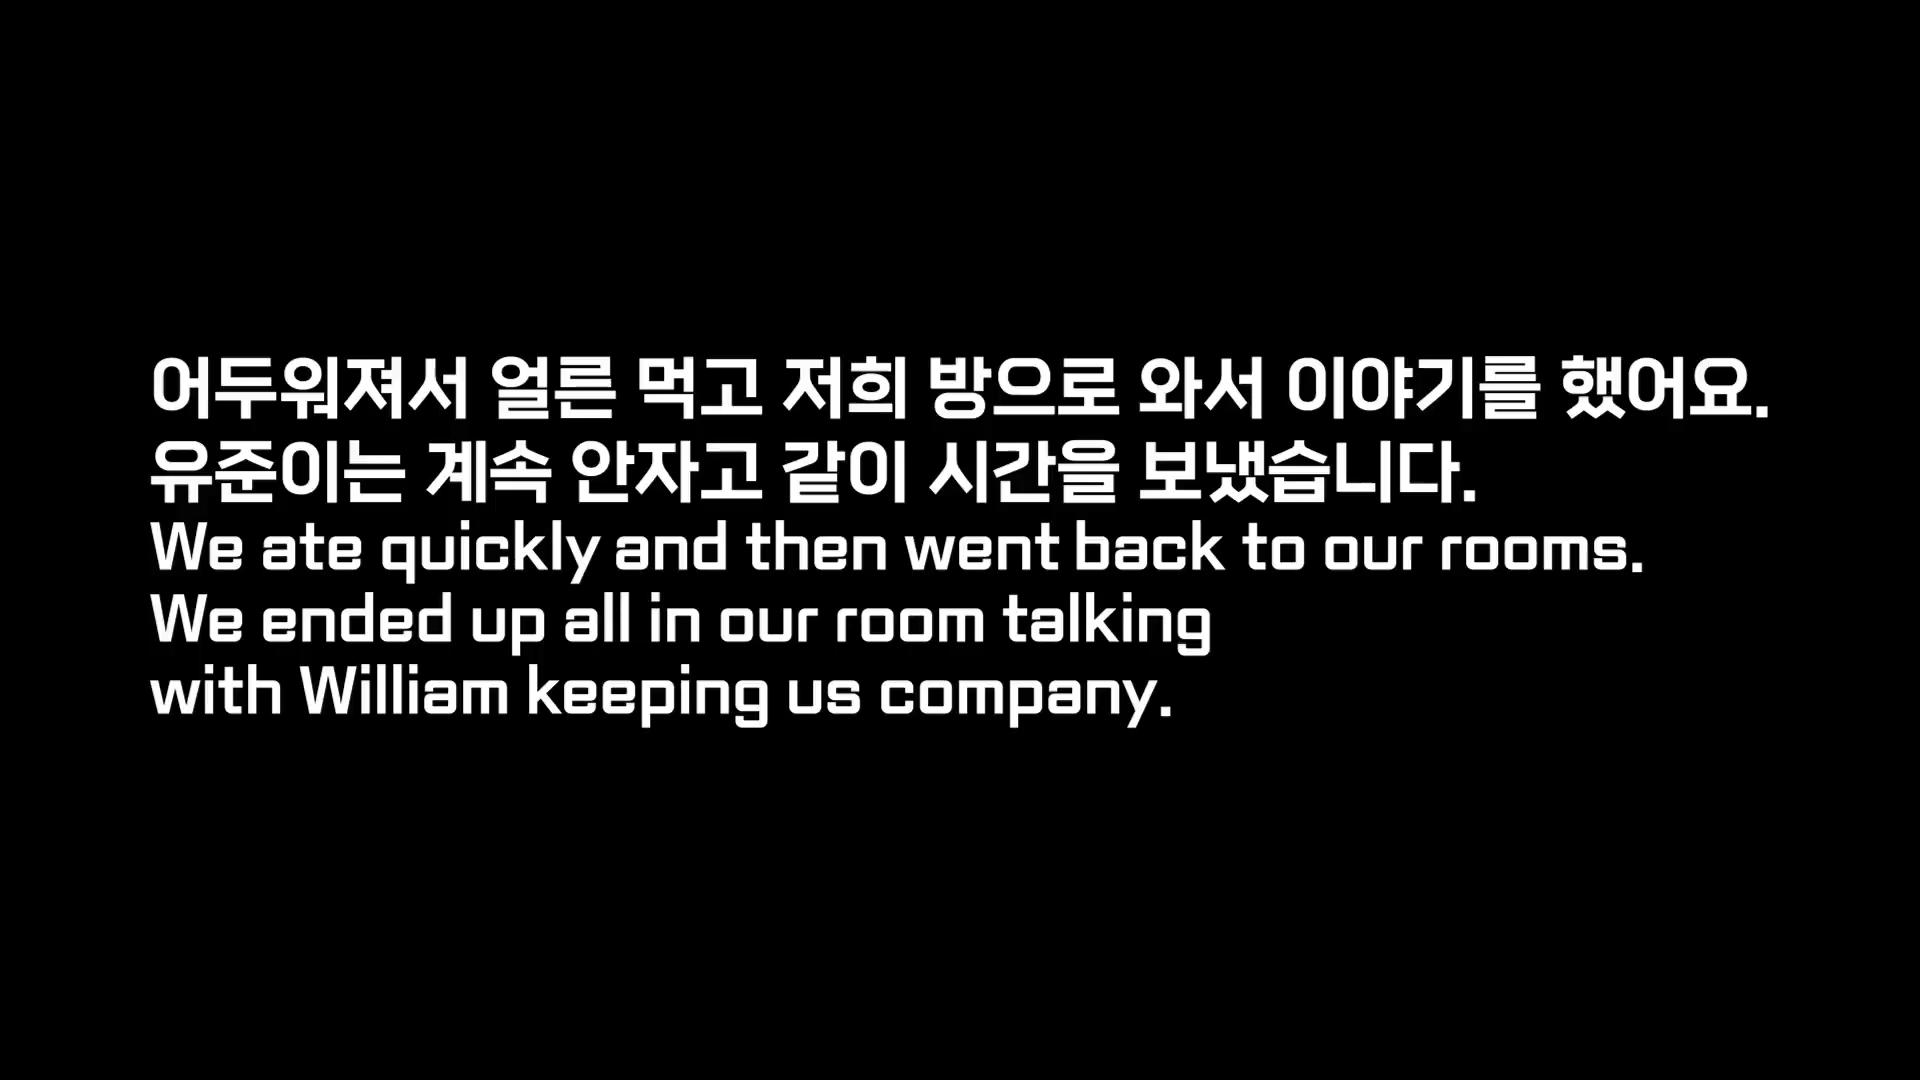 어두워져서 얼른 먹고 저희 방으로 와서 이야기를 했어요.
유준이는 계속 안자고 같이 시간을 보냈습니다.
We ate quickly and then went back to our rooms.
We ended up all in our room talking
with William keeping us company.